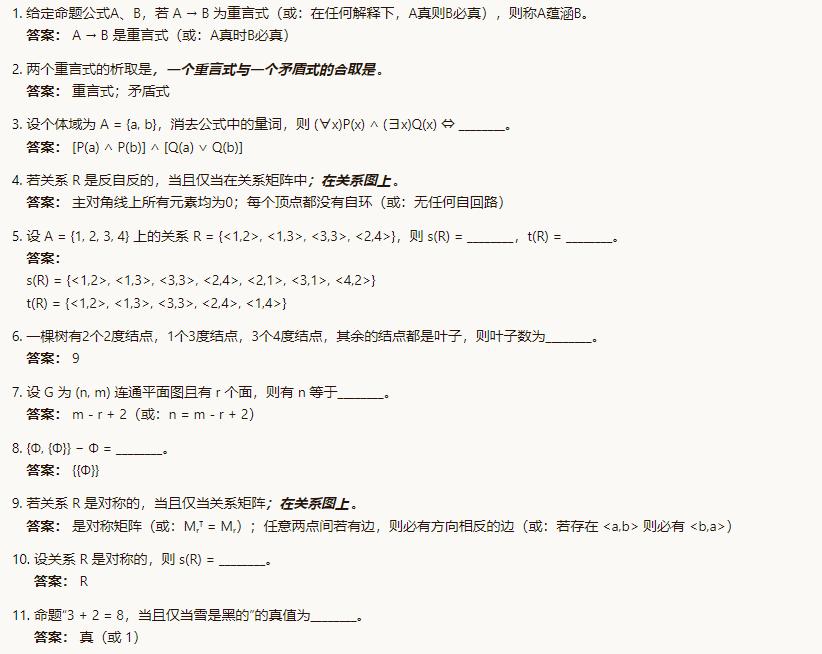 1. 给定命题公式A、B，若 A → B 为重言式（或：在任何解释下，A真则B必真），则称A蕴涵B。
答案： A → B 是重言式（或：A真时B必真）
2. 两个重言式的析取是，一个重言式与一个矛盾式的合取是。
答案： 重言式；矛盾式
3. 设个体域为 A = {a, b}，消去公式中的量词，则 (∀x)P(x) ∧ (∃x)Q(x) ⇔ ________。
答案： [P(a) ∧ P(b)] ∧ [Q(a) ∨ Q(b)]
4. 若关系 R 是反自反的，当且仅当在关系矩阵中；在关系图上。
答案： 主对角线上所有元素均为0；每个顶点都没有自环（或：无任何自回路）
5. 设 A = {1, 2, 3, 4} 上的关系 R = {<1,2>, <1,3>, <3,3>, <2,4>}，则 s(R) = ________，t(R) = ________。
答案：
s(R) = {<1,2>, <1,3>, <3,3>, <2,4>, <2,1>, <3,1>, <4,2>}
t(R) = {<1,2>, <1,3>, <3,3>, <2,4>, <1,4>}
6. 一棵树有2个2度结点，1个3度结点，3个4度结点，其余的结点都是叶子，则叶子数为________。
答案： 9
7. 设 G 为 (n, m) 连通平面图且有 r 个面，则有 n 等于________。
答案： m - r + 2（或：n = m - r + 2）
8. {Φ, {Φ}} − Φ = ________。
答案： {{Φ}}
9. 若关系 R 是对称的，当且仅当关系矩阵；在关系图上。
答案： 是对称矩阵（或：Mᵣᵀ = Mᵣ）；任意两点间若有边，则必有方向相反的边（或：若存在 <a,b> 则必有 <b,a>）
10. 设关系 R 是对称的，则 s(R) = ________。
答案： R
11. 命题“3 + 2 = 8，当且仅当雪是黑的”的真值为________。
答案： 真（或 1）